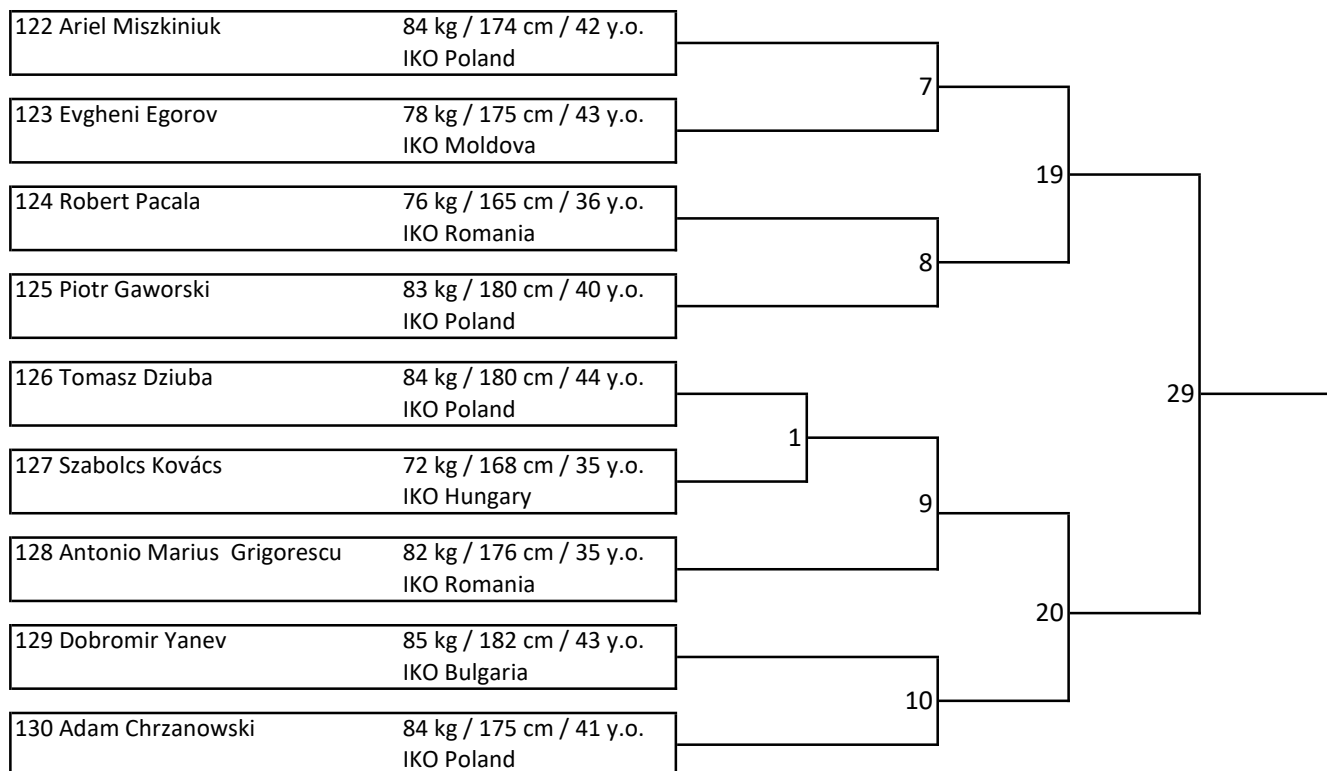 122 Ariel Miszkiniuk 84 kg / 174 cm / 42 y.o.
IKO Poland
7
123 Evgheni Egorov 78 kg / 175 cm / 43 y.o.
IKO Moldova
19
124 Robert Pacala 76 kg / 165 cm / 36 y.o.
IKO Romania
8
125 Piotr Gaworski 83 kg / 180 cm / 40 y.o.
IKO Poland
126 Tomasz Dziuba 84 kg / 180 cm / 44 y.o.
IKO Poland
29
1
127 Szabolcs Kovács 72 kg / 168 cm / 35 y.o.
IKO Hungary
9
128 Antonio Marius  Grigorescu 82 kg / 176 cm / 35 y.o.
IKO Romania
20
129 Dobromir Yanev 85 kg / 182 cm / 43 y.o.
IKO Bulgaria
10
130 Adam Chrzanowski 84 kg / 175 cm / 41 y.o.
IKO Poland